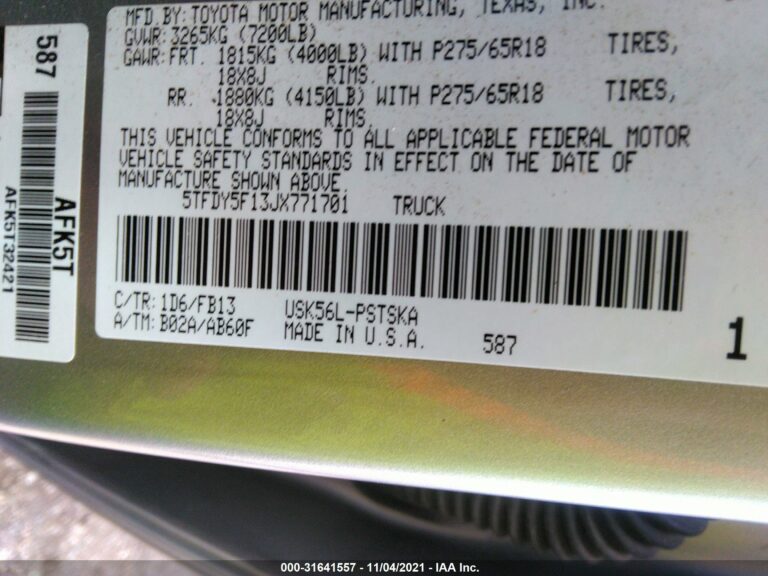 MFD.BY:TOYOTA MOTOR MANUFACTURING, TEXAS, INC.
GVWR:3265KG (7200LB)
GAWR:FRT. 1815KG (4000LB) WITH P275/65R18 TIRES,
18X8J RIMS.
RR. 1880KG (4150LB) WITH P275/65R18 TIRES,
18X8J RIMS.
THIS VEHICLE CONFORMS TO ALL APPLICABLE FEDERAL MOTOR
VEHICLE SAFETY STANDARDS IN EFFECT ON THE DATE OF
MANUFACTURE SHOWN ABOVE.
5TFDY5F13JX771701 TRUCK
C/TR:1D6/FB13 USK56L-PSTSKA
A/TM:B02A/AB60F MADE IN U.S.A. 587
1
587
AFK5T
AFK5T32421
000-31641557 - 11/04/2021 - IAA Inc.